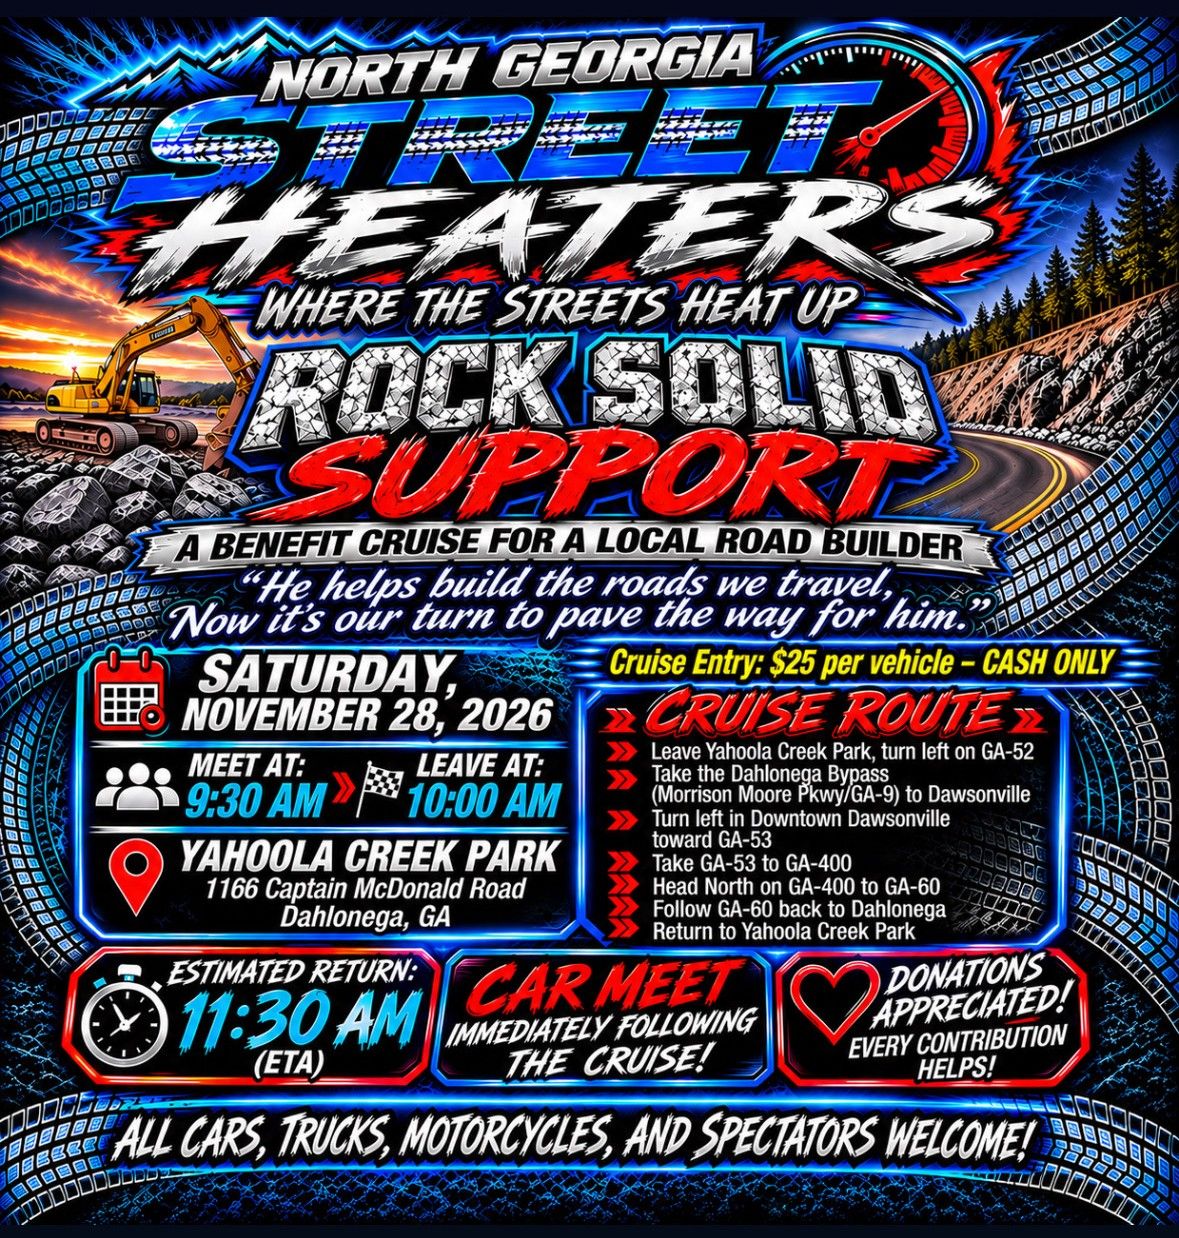 NORTH GEORGIA
STREET
HEATERS
WHERE THE STREETS HEAT UP
ROCK SOLID
SUPPORT
A BENEFIT CRUISE FOR A LOCAL ROAD BUILDER
“He helps build the roads we travel,
Now it’s our turn to pave the way for him.”
SATURDAY,
NOVEMBER 28, 2026
MEET AT:
9:30 AM
LEAVE AT:
10:00 AM
YAHOOLA CREEK PARK
1166 Captain McDonald Road
Dahlonega, GA
Cruise Entry: $25 per vehicle – CASH ONLY
CRUISE ROUTE
Leave Yahoola Creek Park, turn left on GA-52
Take the Dahlonega Bypass
(Morrison Moore Pkwy/GA-9) to Dawsonville
Turn left in Downtown Dawsonville
toward GA-53
Take GA-53 to GA-400
Head North on GA-400 to GA-60
Follow GA-60 back to Dahlonega
Return to Yahoola Creek Park
ESTIMATED RETURN:
11:30 AM
(ETA)
CAR MEET
IMMEDIATELY FOLLOWING
THE CRUISE!
DONATIONS
APPRECIATED!
EVERY CONTRIBUTION
HELPS!
ALL CARS, TRUCKS, MOTORCYCLES, AND SPECTATORS WELCOME!